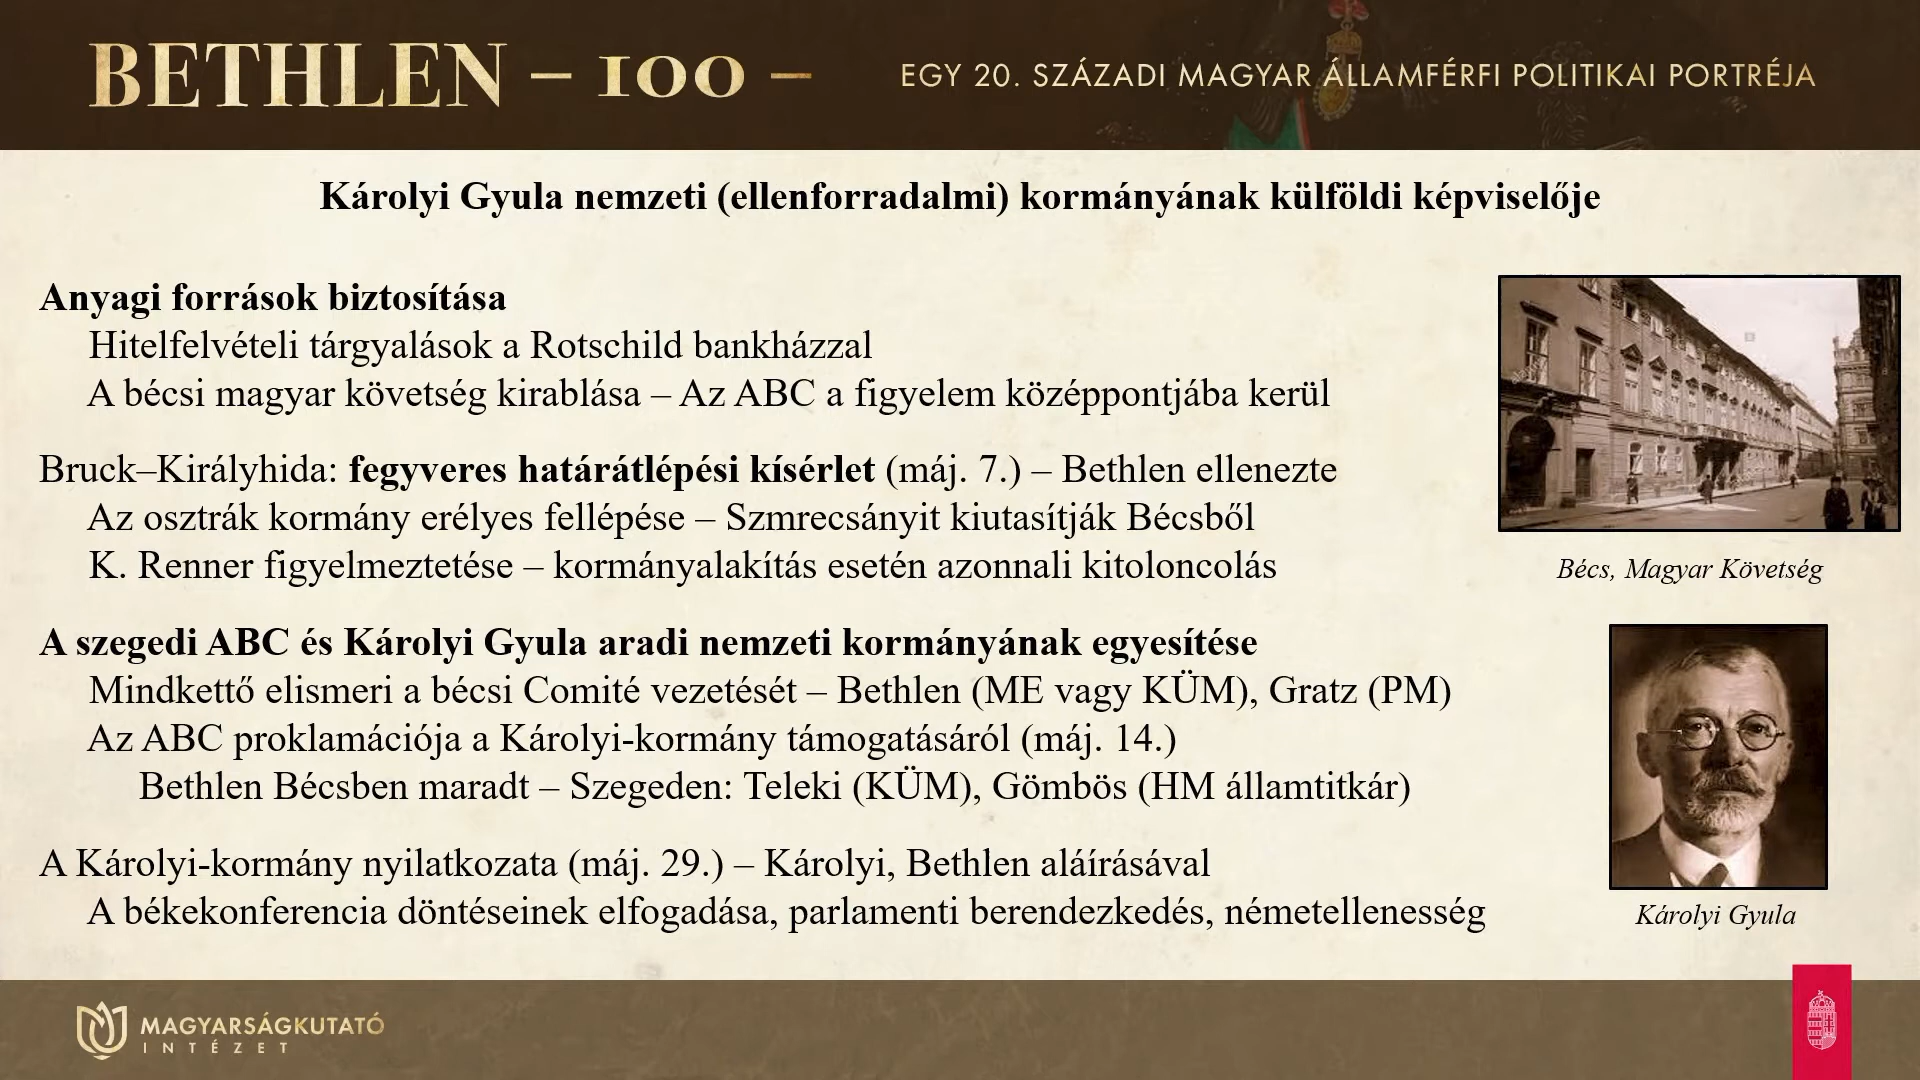 BETHLEN – 100 –
EGY 20. SZÁZADI MAGYAR ÁLLAMFÉRFI POLITIKAI PORTRÉJA
Károlyi Gyula nemzeti (ellenforradalmi) kormányának külföldi képviselője
Anyagi források biztosítása
Hitelfelvételi tárgyalások a Rotschild bankházzal
A bécsi magyar követség kirablása – Az ABC a figyelem középpontjába kerül
Bruck–Királyhida: fegyveres határátlépési kísérlet (máj. 7.) – Bethlen ellenezte
Az osztrák kormány erélyes fellépése – Szmrecsányit kiutasítják Bécsből
K. Renner figyelmeztetése – kormányalakítás esetén azonnali kitoloncolás
Bécs, Magyar Követség
A szegedi ABC és Károlyi Gyula aradi nemzeti kormányának egyesítése
Mindkettő elismeri a bécsi Comité vezetését – Bethlen (ME vagy KÜM), Gratz (PM)
Az ABC proklamációja a Károlyi-kormány támogatásáról (máj. 14.)
Bethlen Bécsben maradt – Szegeden: Teleki (KÜM), Gömbös (HM államtitkár)
A Károlyi-kormány nyilatkozata (máj. 29.) – Károlyi, Bethlen aláírásával
A békekonferencia döntéseinek elfogadása, parlamenti berendezkedés, németellenesség
Károlyi Gyula
MAGYARSÁGKUTATÓ
INTÉZET